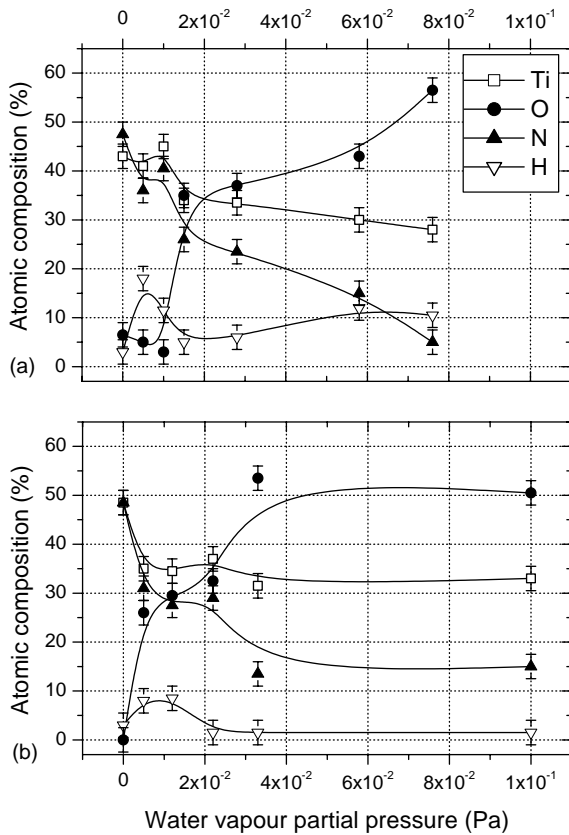 0 2x10⁻² 4x10⁻² 6x10⁻² 8x10⁻² 1x10⁻¹
60
50
40
30
20
10
0
Atomic composition (%)
(a)
Ti
O
N
H
60
50
40
30
20
10
0
Atomic composition (%)
(b)
0 2x10⁻² 4x10⁻² 6x10⁻² 8x10⁻² 1x10⁻¹
Water vapour partial pressure (Pa)